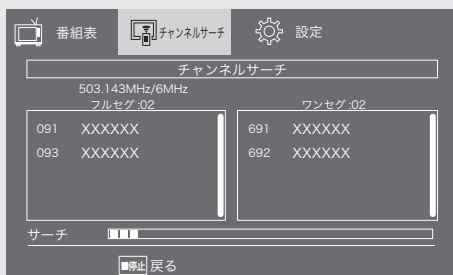 番組表 チャンネルサーチ 設定
チャンネルサーチ
503.143MHz/6MHz
フルセグ:02 ワンセグ:02
091 XXXXXX 691 XXXXXX
093 XXXXXX 692 XXXXXX
サーチ
■停止 戻る